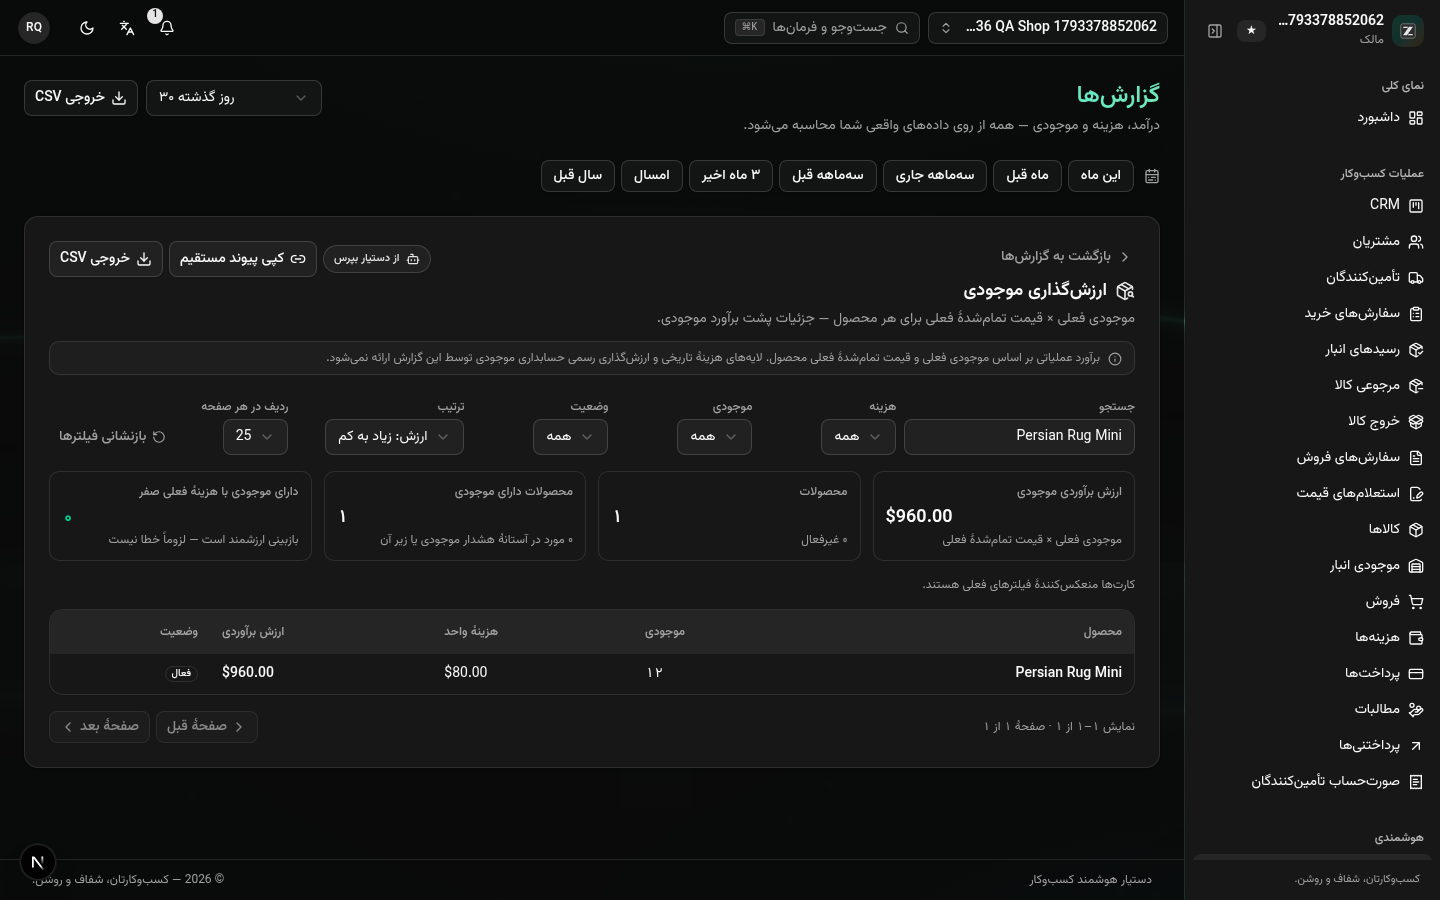 …793378852062
مالک
نمای کلی
داشبورد
عملیات کسب‌وکار
CRM
مشتریان
تأمین‌کنندگان
سفارش‌های خرید
رسیدهای انبار
مرجوعی کالا
خروج کالا
سفارش‌های فروش
استعلام‌های قیمت
کالاها
موجودی انبار
فروش
هزینه‌ها
پرداخت‌ها
مطالبات
پرداختنی‌ها
صورت‌حساب تأمین‌کنندگان
هوشمندی
کسب‌وکارتان، شفاف و روشن.
…36 QA Shop 1793378852062
جست‌وجو و فرمان‌ها ⌘K
1
RQ
گزارش‌ها
درآمد، هزینه و موجودی — همه از روی داده‌های واقعی شما محاسبه می‌شود.
۳۰ روز گذشته
خروجی CSV
این ماه
ماه قبل
سه‌ماهه جاری
سه‌ماهه قبل
۳ ماه اخیر
امسال
سال قبل
بازگشت به گزارش‌ها
از دستیار بپرس
کپی پیوند مستقیم
خروجی CSV
ارزش‌گذاری موجودی
موجودی فعلی × قیمت تمام‌شدهٔ فعلی برای هر محصول — جزئیات پشت برآورد موجودی.
برآورد عملیاتی بر اساس موجودی فعلی و قیمت تمام‌شدهٔ فعلی محصول. لایه‌های هزینهٔ تاریخی و ارزش‌گذاری رسمی حسابداری موجودی توسط این گزارش ارائه نمی‌شود.
جستجو
هزینه
موجودی
وضعیت
ترتیب
ردیف در هر صفحه
Persian Rug Mini
همه
همه
همه
ارزش: زیاد به کم
25
بازنشانی فیلترها
ارزش برآوردی موجودی
$960.00
موجودی فعلی × قیمت تمام‌شدهٔ فعلی
محصولات
۱
۰ غیرفعال
محصولات دارای موجودی
۱
۰ مورد در آستانهٔ هشدار موجودی یا زیر آن
دارای موجودی با هزینهٔ فعلی صفر
۰
بازبینی ارزشمند است — لزوماً خطا نیست
کارت‌ها منعکس‌کنندهٔ فیلترهای فعلی هستند.
محصول
موجودی
هزینهٔ واحد
ارزش برآوردی
وضعیت
Persian Rug Mini
۱۲
$80.00
$960.00
فعال
نمایش ۱–۱ از ۱ · صفحهٔ ۱ از ۱
صفحهٔ قبل
صفحهٔ بعد
دستیار هوشمند کسب‌وکار
© 2026 — کسب‌وکارتان، شفاف و روشن.